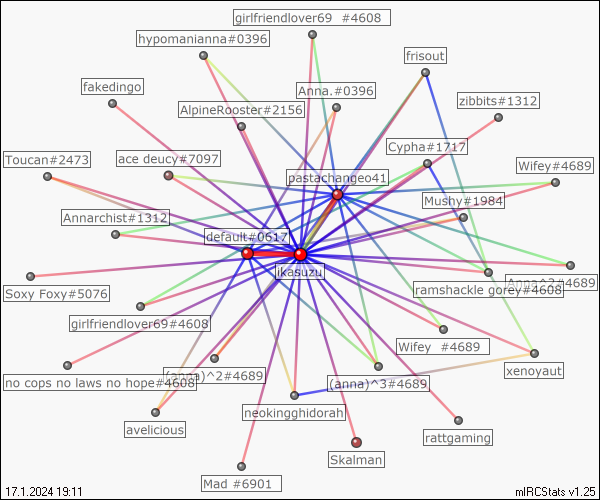 girlfriendlover69  #4608
hypomanianna#0396
frisout
fakedingo
Anna.#0396
zibbits#1312
AlpineRooster#2156
Cypha#1717
Toucan#2473
ace deucy#7097
Wifey#4689
pastachangeo41
Mushy#1984
Annarchist#1312
default#0617
ikasuzu
Soxy Foxy#5076
ramshackle gorey#4608
#4689
girlfriendlover69#4608
Wifey  #4689
xenoyaut
no cops no laws no hope#4608
^2#4689
(anna)^3#4689
neokingghidorah
avelicious
rattgaming
Skalman
Mad #6901
17.1.2024 19:11
mIRCStats v1.25